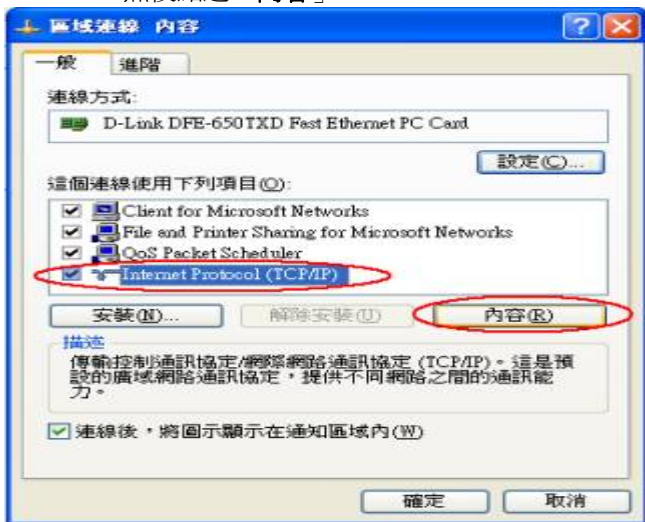 內容」
區域連線 內容
一般 進階
連線方式:
D-Link DFE-650TXD Fast Ethernet PC Card
設定(C)...
這個連線使用下列項目(O):
Client for Microsoft Networks
File and Printer Sharing for Microsoft Networks
QoS Packet Scheduler
Internet Protocol (TCP/IP)
安裝(N)... 解除安裝(U) 內容(R)
描述
傳輸控制通訊協定/網際網路通訊協定 (TCP/IP)。這是預
設的廣域網路通訊協定，提供不同網路之間的通訊能
力。
連線後，將圖示顯示在通知區域內(W)
確定 取消